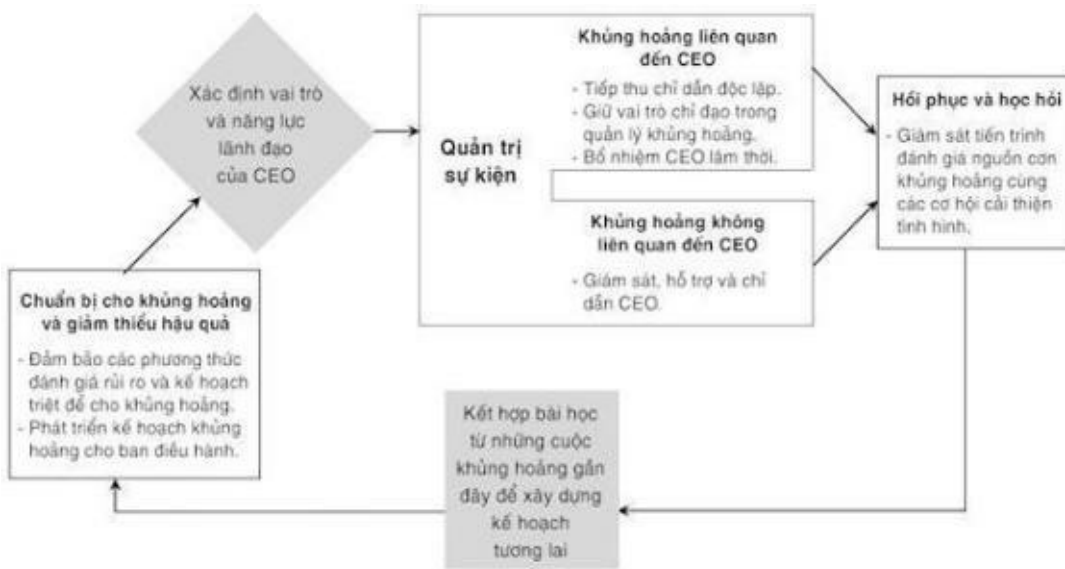 Xác định vai trò
và năng lực
lãnh đạo
của CEO
Quản trị
sự kiện
Khủng hoảng liên quan
đến CEO
- Tiếp thu chỉ dẫn độc lập.
- Giữ vai trò chỉ đạo trong
quản lý khủng hoảng.
- Bổ nhiệm CEO lâm thời.
Khủng hoảng không
liên quan đến CEO
- Giám sát, hỗ trợ và chỉ
dẫn CEO.
Hồi phục và học hỏi
- Giám sát tiến trình
đánh giá nguồn cơn
khủng hoảng cùng
các cơ hội cải thiện
tình hình.
Chuẩn bị cho khủng hoảng
và giảm thiểu hậu quả
- Đảm bảo các phương thức
đánh giá rủi ro và kế hoạch
triệt để cho khủng hoảng.
- Phát triển kế hoạch khủng
hoảng cho ban điều hành.
Kết hợp bài học
từ những cuộc
khủng hoảng gần
đây để xây dựng
kế hoạch
tương lai